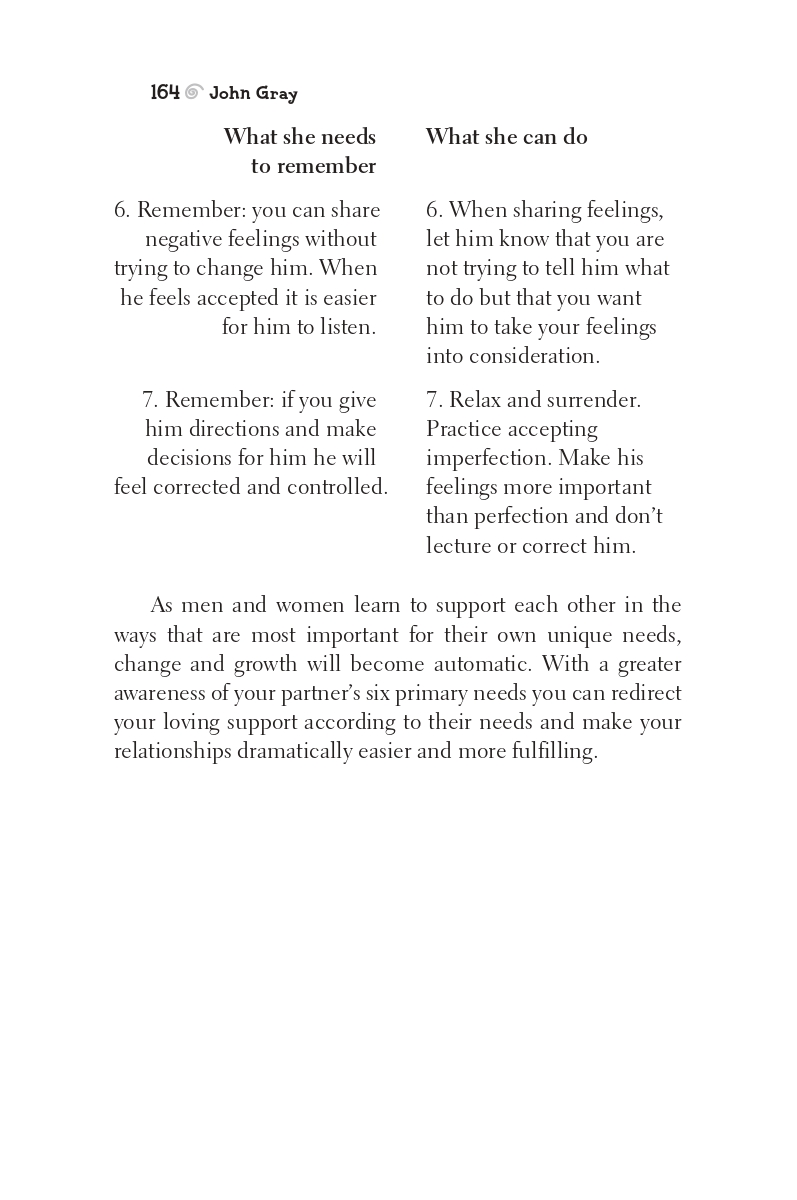 164 John Gray
What she needs
to remember
What she can do
6. Remember: you can share
negative feelings without
trying to change him. When
he feels accepted it is easier
for him to listen.
6. When sharing feelings,
let him know that you are
not trying to tell him what
to do but that you want
him to take your feelings
into consideration.
7. Remember: if you give
him directions and make
decisions for him he will
feel corrected and controlled.
7. Relax and surrender.
Practice accepting
imperfection. Make his
feelings more important
than perfection and don’t
lecture or correct him.
As men and women learn to support each other in the
ways that are most important for their own unique needs,
change and growth will become automatic. With a greater
awareness of your partner’s six primary needs you can redirect
your loving support according to their needs and make your
relationships dramatically easier and more fulfilling.